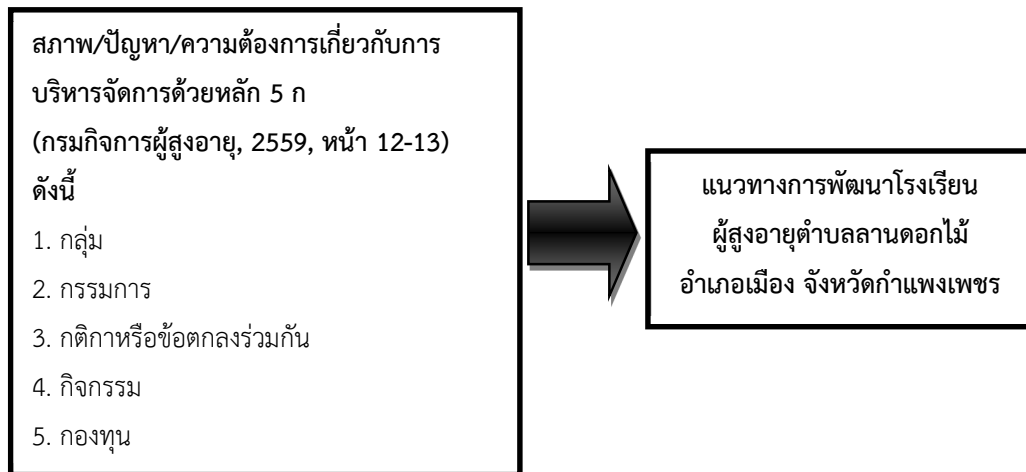 สภาพ/ปัญหา/ความต้องการเกี่ยวกับการ
บริหารจัดการด้วยหลัก 5 ก
(กรมกิจการผู้สูงอายุ, 2559, หน้า 12-13)
ดังนี้
1. กลุ่ม
2. กรรมการ
3. กติกาหรือข้อตกลงร่วมกัน
4. กิจกรรม
5. กองทุน
แนวทางการพัฒนาโรงเรียน
ผู้สูงอายุตำบลลานดอกไม้
อำเภอเมือง จังหวัดกำแพงเพชร